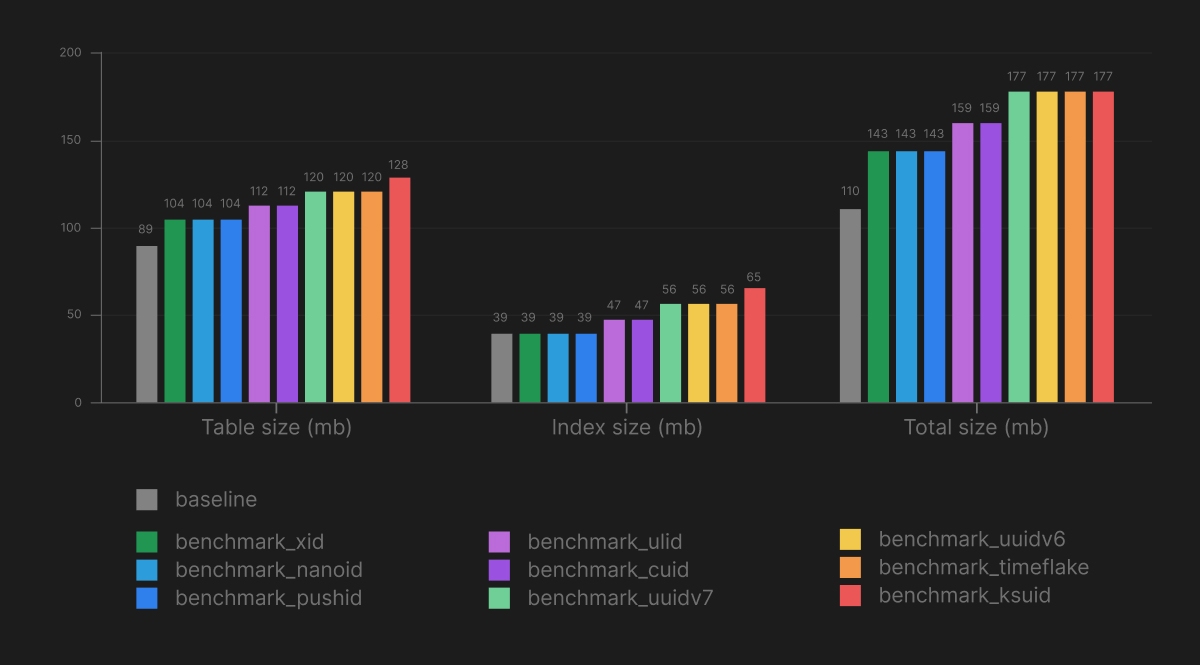 200
177 177 177 177
159 159
150
143 143 143
128
120 120 120
112 112
110
104 104 104
100
89
65
56 56 56
50
47 47
39 39 39 39
0
Table size (mb) Index size (mb) Total size (mb)
baseline
benchmark_xid
benchmark_nanoid
benchmark_pushid
benchmark_ulid
benchmark_cuid
benchmark_uuidv7
benchmark_uuidv6
benchmark_timeflake
benchmark_ksuid